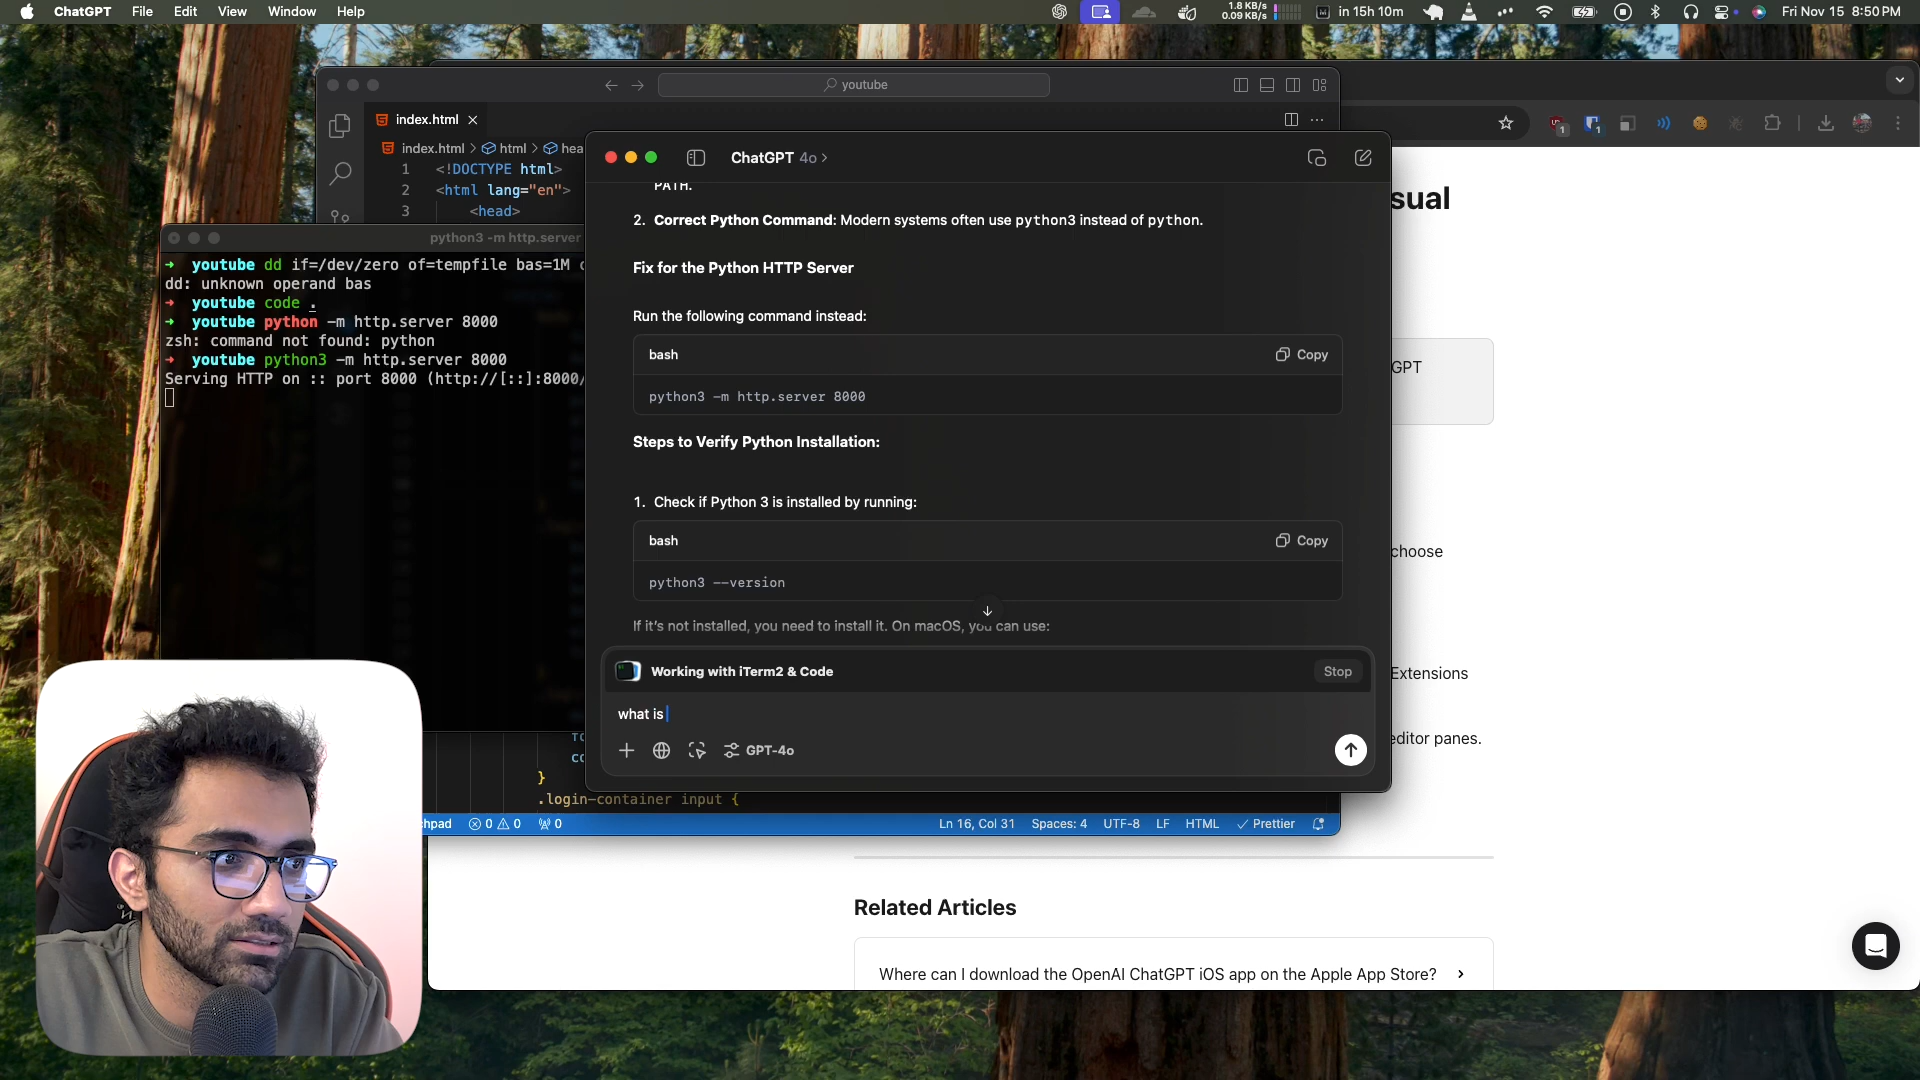 ChatGPT File Edit View Window Help
1.8 KB/s
0.09 KB/s
in 15h 10m
Fri Nov 15 8:50 PM
youtube
index.html
index.html > html > hea
1 <!DOCTYPE html>
2 <html lang="en">
3 <head>
python3 -m http.server
➜ youtube dd if=/dev/zero of=tempfile bas=1M c
dd: unknown operand bas
➜ youtube code .
➜ youtube python -m http.server 8000
zsh: command not found: python
➜ youtube python3 -m http.server 8000
Serving HTTP on :: port 8000 (http://[::]:8000/
ChatGPT 4o >
PATH.
2. Correct Python Command: Modern systems often use python3 instead of python.
Fix for the Python HTTP Server
Run the following command instead:
bash
Copy
python3 -m http.server 8000
Steps to Verify Python Installation:
1. Check if Python 3 is installed by running:
bash
Copy
python3 --version
If it's not installed, you need to install it. On macOS, you can use:
Working with iTerm2 & Code
Stop
what is
GPT-4o
}
.login-container input {
hpad 0 0 0
Ln 16, Col 31 Spaces: 4 UTF-8 LF HTML Prettier
sual
GPT
choose
Extensions
editor panes.
Related Articles
Where can I download the OpenAI ChatGPT iOS app on the Apple App Store?